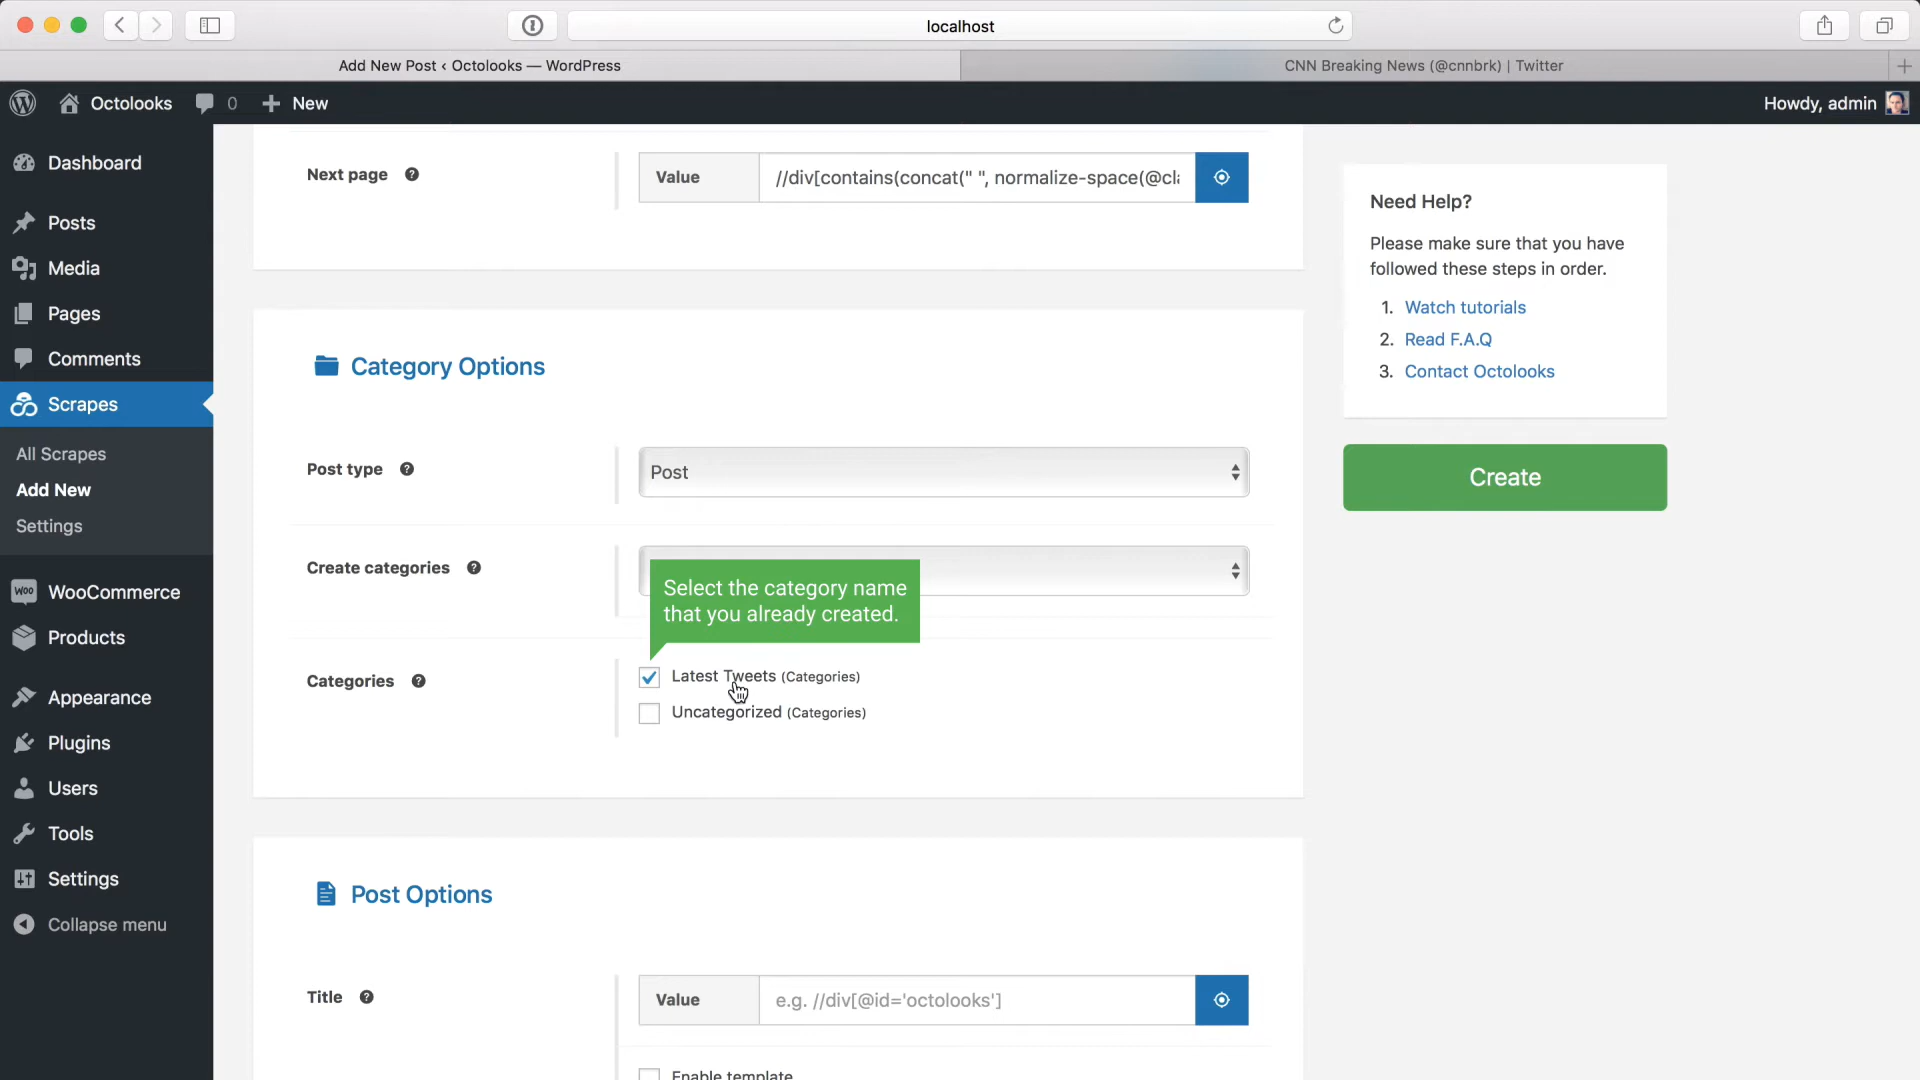 localhost
Add New Post ‹ Octolooks — WordPress
CNN Breaking News (@cnnbrk) | Twitter
Octolooks
0
New
Howdy, admin
Dashboard
Posts
Media
Pages
Comments
Scrapes
All Scrapes
Add New
Settings
WooCommerce
Products
Appearance
Plugins
Users
Tools
Settings
Collapse menu
Next page
Value
//div[contains(concat(" ", normalize-space(@cla
Category Options
Post type
Post
Create categories
Select the category name
that you already created.
Categories
Latest Tweets (Categories)
Uncategorized (Categories)
Post Options
Title
Value
e.g. //div[@id='octolooks']
Enable template
Need Help?
Please make sure that you have
followed these steps in order.
1. Watch tutorials
2. Read F.A.Q
3. Contact Octolooks
Create